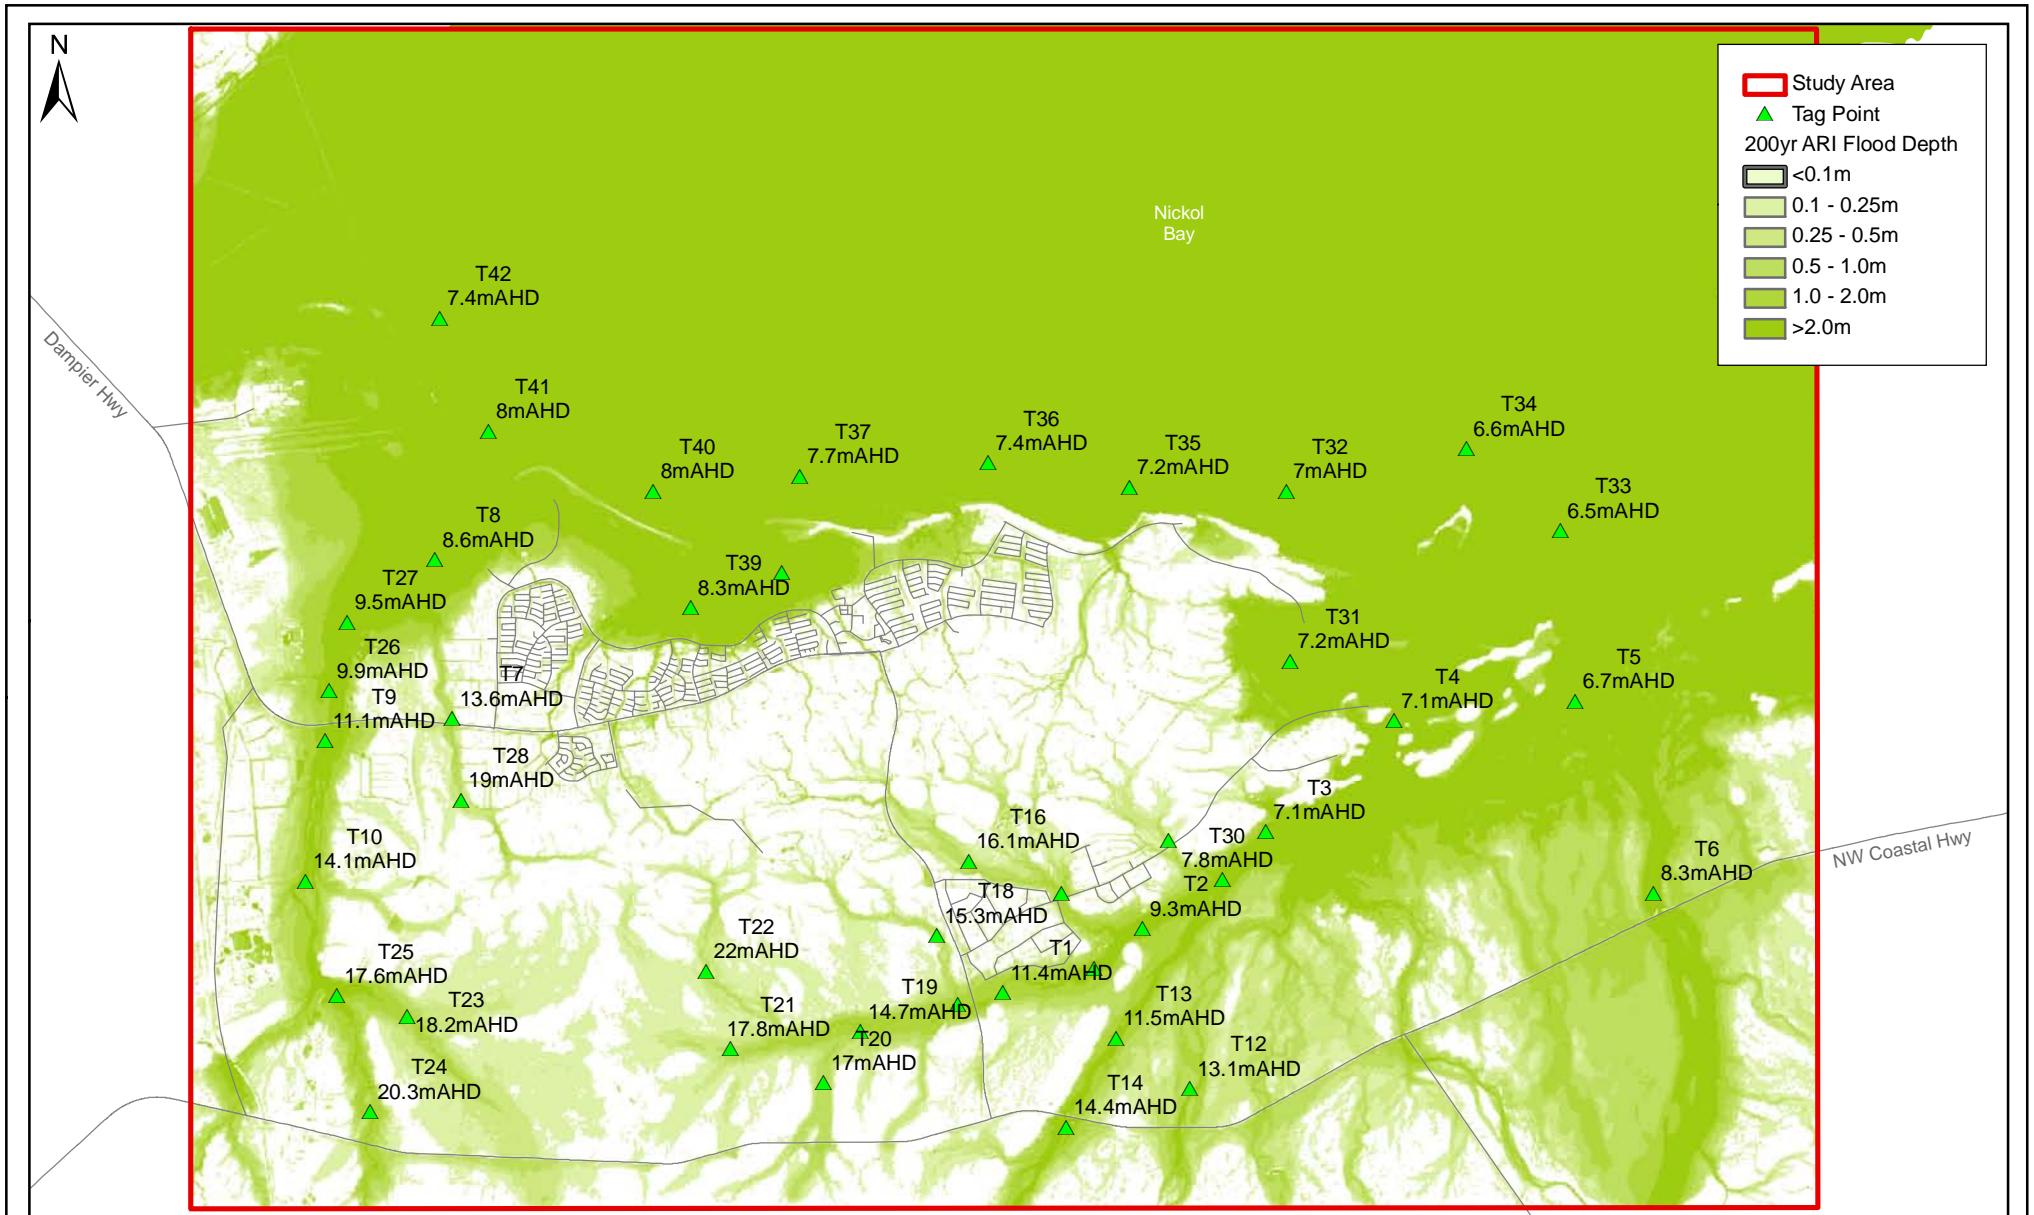 N
Study Area
Tag Point
200yr ARI Flood Depth
<0.1m
0.1 - 0.25m
0.25 - 0.5m
0.5 - 1.0m
1.0 - 2.0m
>2.0m
Nickol
Bay
Dampier Hwy
NW Coastal Hwy
T42
7.4mAHD
T41
8mAHD
T40
8mAHD
T37
7.7mAHD
T36
7.4mAHD
T35
7.2mAHD
T32
7mAHD
T34
6.6mAHD
T33
6.5mAHD
T8
8.6mAHD
T39
8.3mAHD
T27
9.5mAHD
T26
9.9mAHD
T9
11.1mAHD
T7
13.6mAHD
T31
7.2mAHD
T4
7.1mAHD
T5
6.7mAHD
T28
19mAHD
T3
7.1mAHD
T16
16.1mAHD
T30
7.8mAHD
T10
14.1mAHD
T6
8.3mAHD
T18
15.3mAHD
T2
9.3mAHD
T22
22mAHD
T25
17.6mAHD
T1
11.4mAHD
T23
18.2mAHD
T19
14.7mAHD
T21
17.8mAHD
T13
11.5mAHD
T20
17mAHD
T12
13.1mAHD
T24
20.3mAHD
T14
14.4mAHD